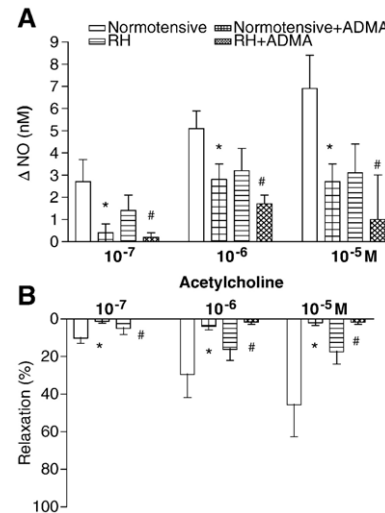 A
Normotensive Normotensive+ADMA
RH RH+ADMA
9
8
7
6
5
4
3
2
1
0
Δ NO (nM)
* # * # * #
10-7 10-6 10-5 M
Acetylcholine
B
10-7 10-6 10-5 M
0
20
40
60
80
100
Relaxation (%)
* # * # * #